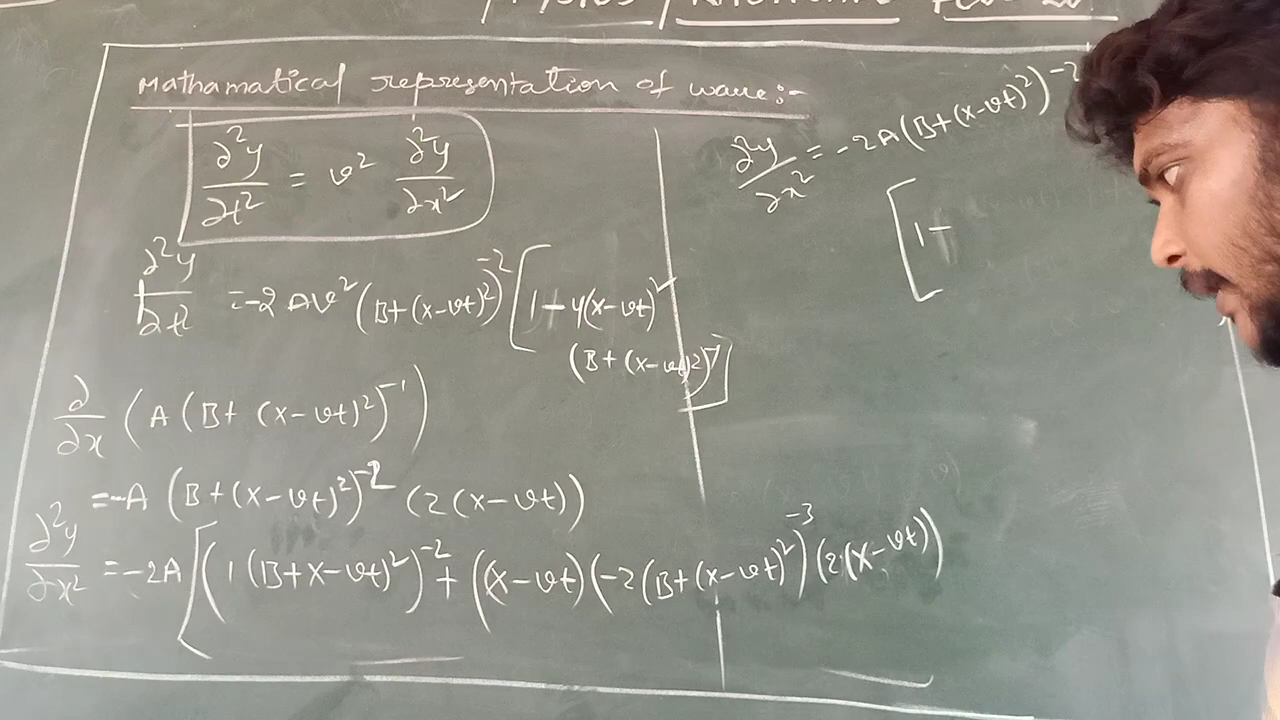 Mathamatical representation of wave:-
∂²y/∂t² = v² ∂²y/∂x²
∂²y/∂t² = -2Av²(B+(x-vt)²)⁻² [1-4(x-vt)²
(B+(x-vt)²)⁻¹]
∂/∂x (A(B+(x-vt)²)⁻¹)
=-A(B+(x-vt)²)⁻² (2(x-vt))
∂²y/∂x² = -2A[(1(B+x-vt)²)⁻² + ((x-vt)(-2(B+(x-vt)²)⁻³(2(x-vt))
∂²y/∂x² = -2A(B+(x-vt)²)⁻²
[1-